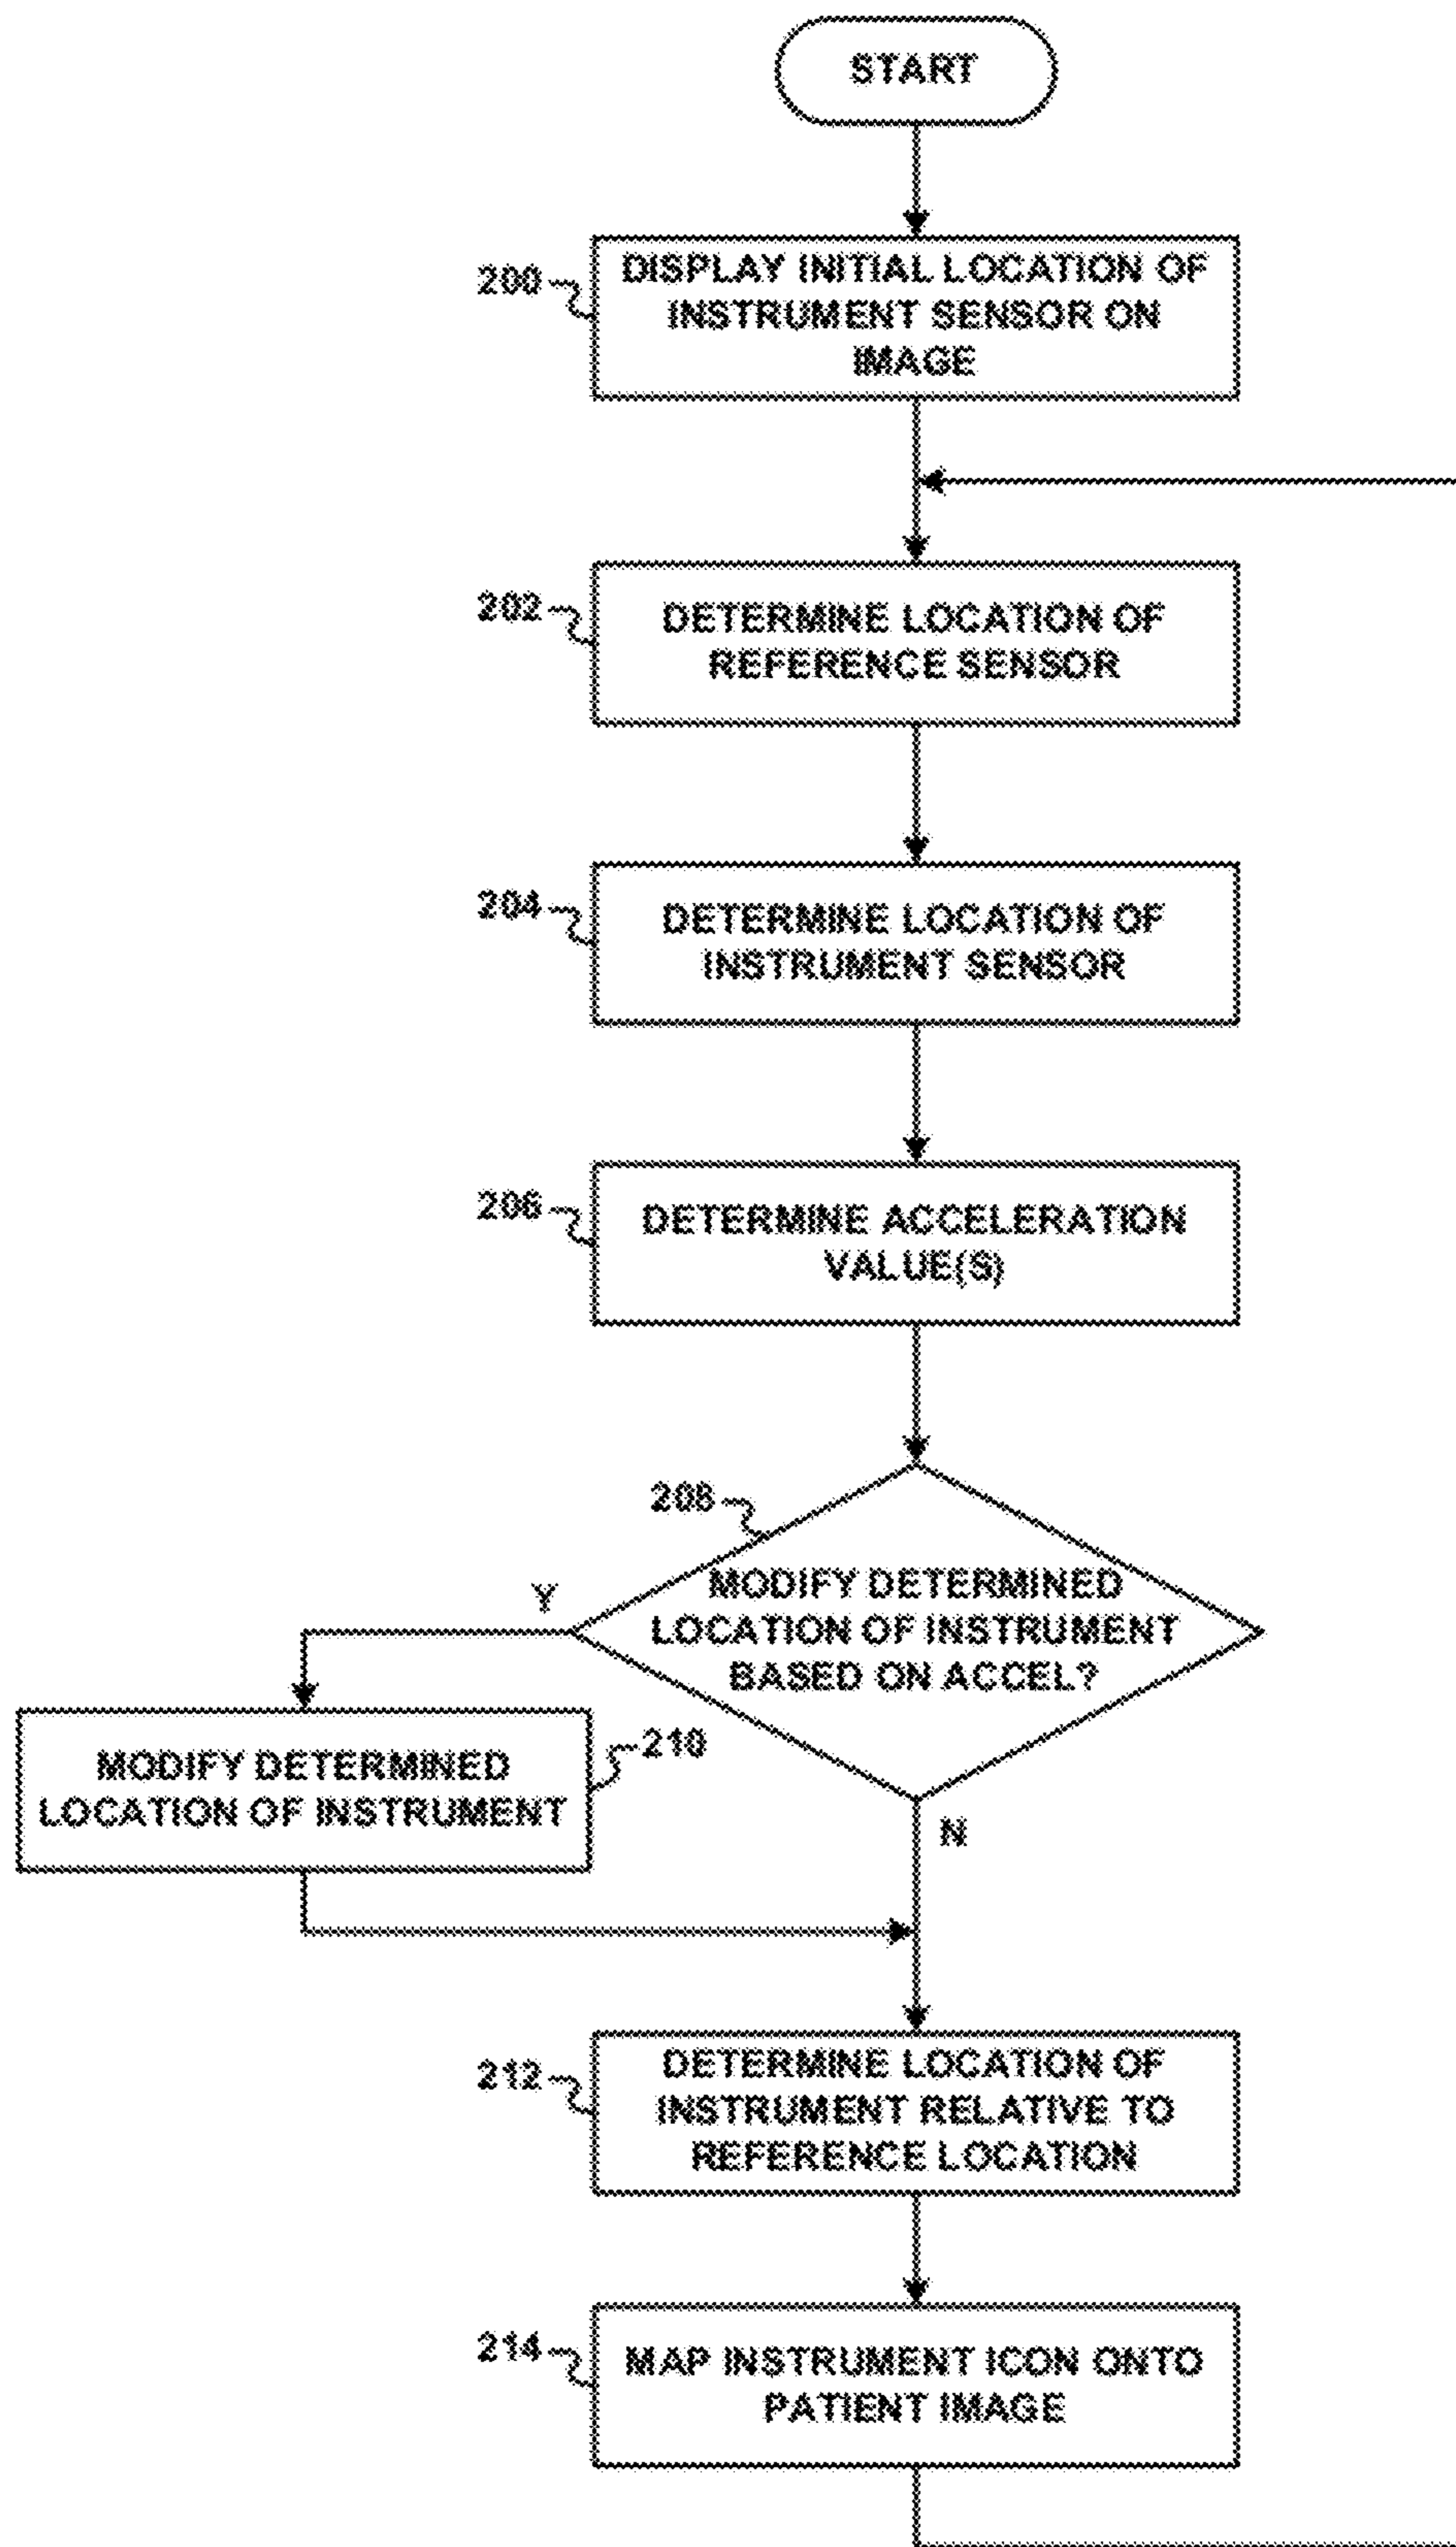 START
200
DISPLAY INITIAL LOCATION OF
INSTRUMENT SENSOR ON
IMAGE
202
DETERMINE LOCATION OF
REFERENCE SENSOR
204
DETERMINE LOCATION OF
INSTRUMENT SENSOR
206
DETERMINE ACCELERATION
VALUE(S)
208
MODIFY DETERMINED
LOCATION OF INSTRUMENT
BASED ON ACCEL?
Y
210
MODIFY DETERMINED
LOCATION OF INSTRUMENT
N
212
DETERMINE LOCATION OF
INSTRUMENT RELATIVE TO
REFERENCE LOCATION
214
MAP INSTRUMENT ICON ONTO
PATIENT IMAGE